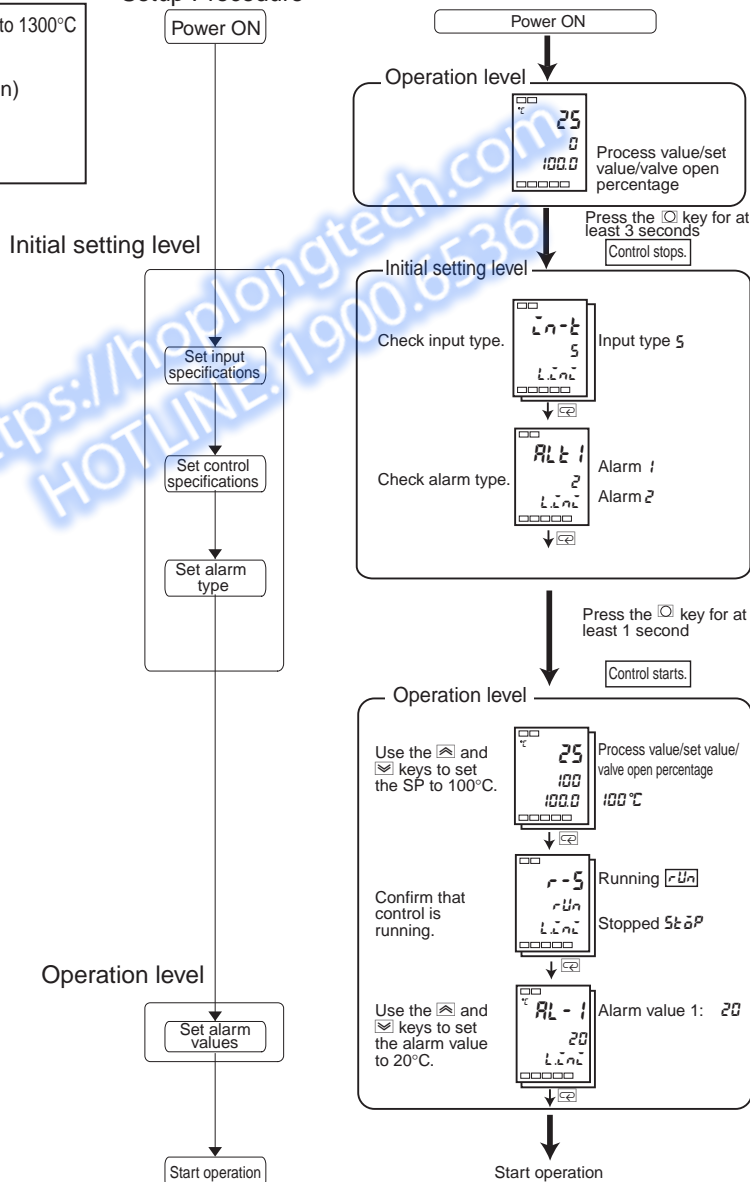 Setup Procedure
to 1300°C
n)
Power ON
Initial setting level
Set input
specifications
Set control
specifications
Set alarm
type
Operation level
Set alarm
values
Start operation
Power ON
Operation level
°C
25
0
100.0
Process value/set
value/valve open
percentage
Press the key for at
least 3 seconds
Control stops.
Initial setting level
Check input type.
in-t
5
L.ini
Input type 5
Check alarm type.
ALt1
2
L.ini
Alarm 1
Alarm 2
Press the key for at
least 1 second
Control starts.
Operation level
Use the and
keys to set
the SP to 100°C.
°C
25
100
100.0
Process value/set value/
valve open percentage
100°C
Confirm that
control is
running.
r-S
rUn
L.ini
Running rUn
Stopped StoP
Use the and
keys to set
the alarm value
to 20°C.
°C
AL-1
20
L.ini
Alarm value 1: 20
Start operation
https://hoplongtech.com
HOTLINE: 1900.6536